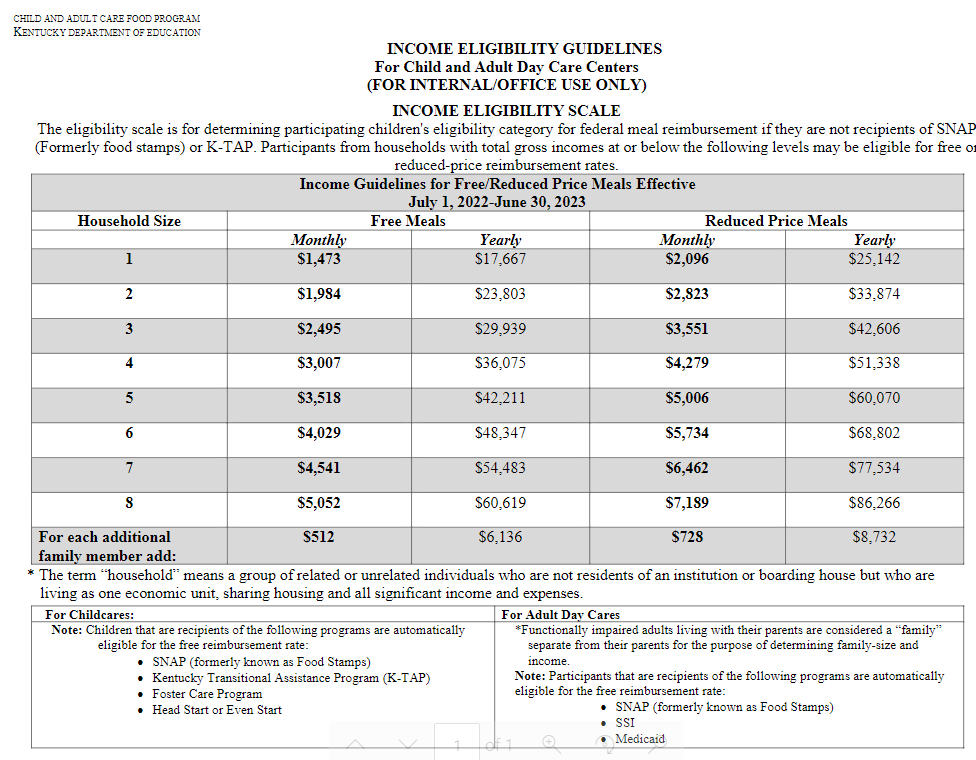 CHILD AND ADULT CARE FOOD PROGRAM
KENTUCKY DEPARTMENT OF EDUCATION
INCOME ELIGIBILITY GUIDELINES
For Child and Adult Day Care Centers
(FOR INTERNAL/OFFICE USE ONLY)
INCOME ELIGIBILITY SCALE
The eligibility scale is for determining participating children's eligibility category for federal meal reimbursement if they are not recipients of SNAP
(Formerly food stamps) or K-TAP. Participants from households with total gross incomes at or below the following levels may be eligible for free or
reduced-price reimbursement rates.
Income Guidelines for Free/Reduced Price Meals Effective
July 1, 2022-June 30, 2023
Household Size Free Meals Reduced Price Meals
Monthly Yearly Monthly Yearly
1 $1,473 $17,667 $2,096 $25,142
2 $1,984 $23,803 $2,823 $33,874
3 $2,495 $29,939 $3,551 $42,606
4 $3,007 $36,075 $4,279 $51,338
5 $3,518 $42,211 $5,006 $60,070
6 $4,029 $48,347 $5,734 $68,802
7 $4,541 $54,483 $6,462 $77,534
8 $5,052 $60,619 $7,189 $86,266
For each additional
family member add: $512 $6,136 $728 $8,732
* The term “household” means a group of related or unrelated individuals who are not residents of an institution or boarding house but who are
living as one economic unit, sharing housing and all significant income and expenses.
For Childcares:
Note: Children that are recipients of the following programs are automatically
eligible for the free reimbursement rate:
• SNAP (formerly known as Food Stamps)
• Kentucky Transitional Assistance Program (K-TAP)
• Foster Care Program
• Head Start or Even Start
For Adult Day Cares
*Functionally impaired adults living with their parents are considered a “family”
separate from their parents for the purpose of determining family-size and
income.
Note: Participants that are recipients of the following programs are automatically
eligible for the free reimbursement rate:
• SNAP (formerly known as Food Stamps)
• SSI
• Medicaid
1 of 1